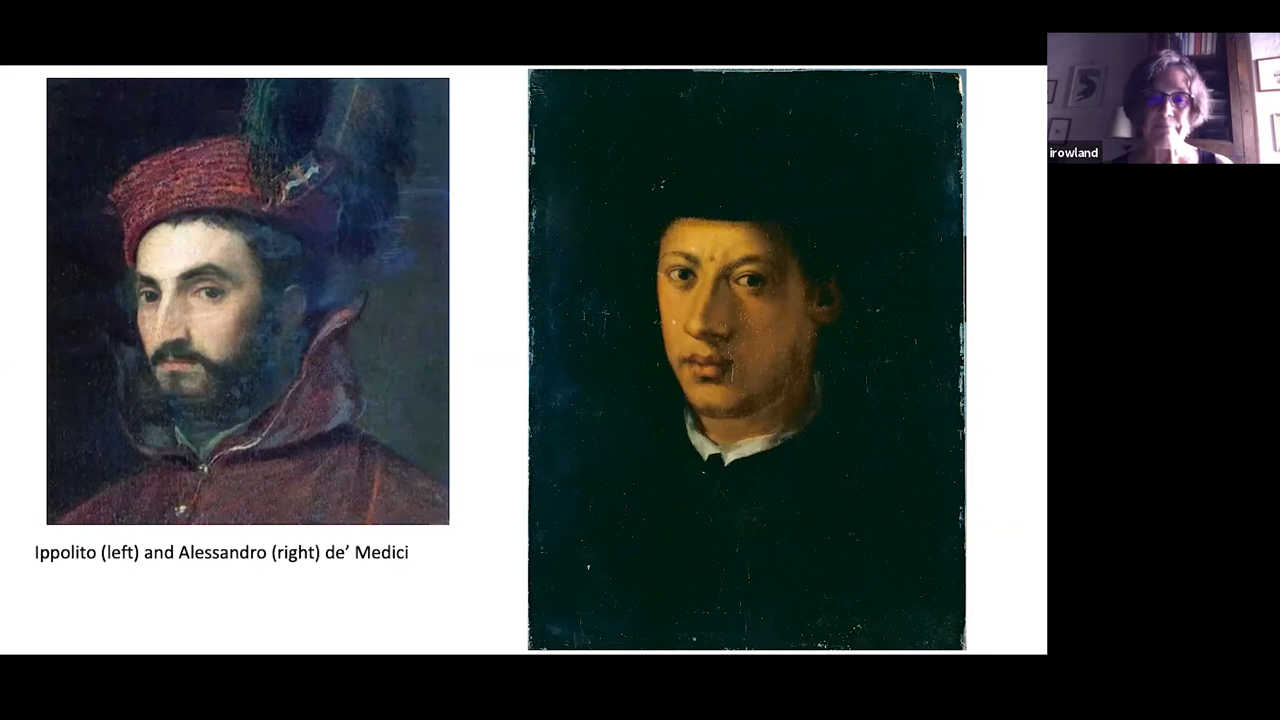 irowland
Ippolito (left) and Alessandro (right) de’ Medici